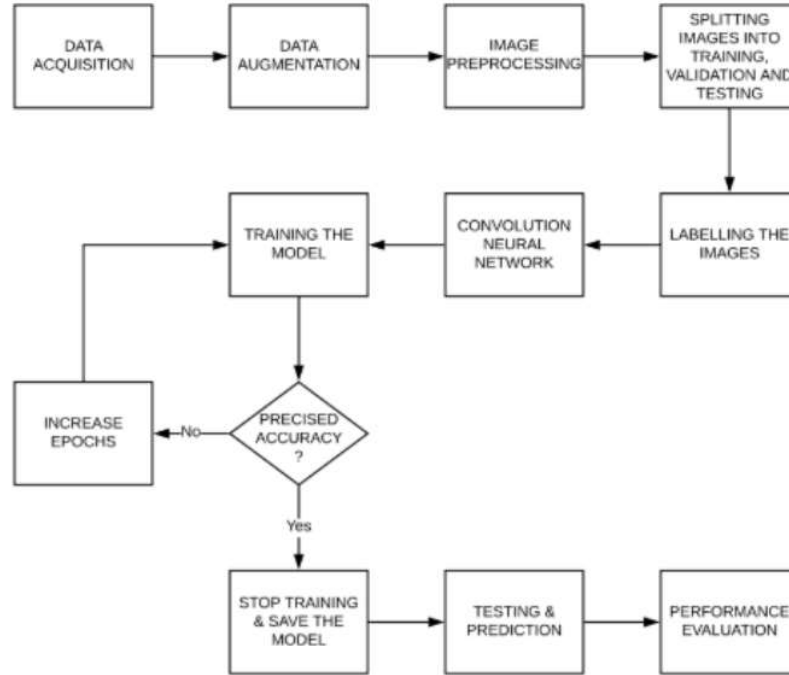 DATA
ACQUISITION
DATA
AUGMENTATION
IMAGE
PREPROCESSING
SPLITTING
IMAGES INTO
TRAINING,
VALIDATION AND
TESTING
LABELLING THE
IMAGES
CONVOLUTION
NEURAL
NETWORK
TRAINING THE
MODEL
PRECISED
ACCURACY
?
No
INCREASE
EPOCHS
Yes
STOP TRAINING
& SAVE THE
MODEL
TESTING &
PREDICTION
PERFORMANCE
EVALUATION